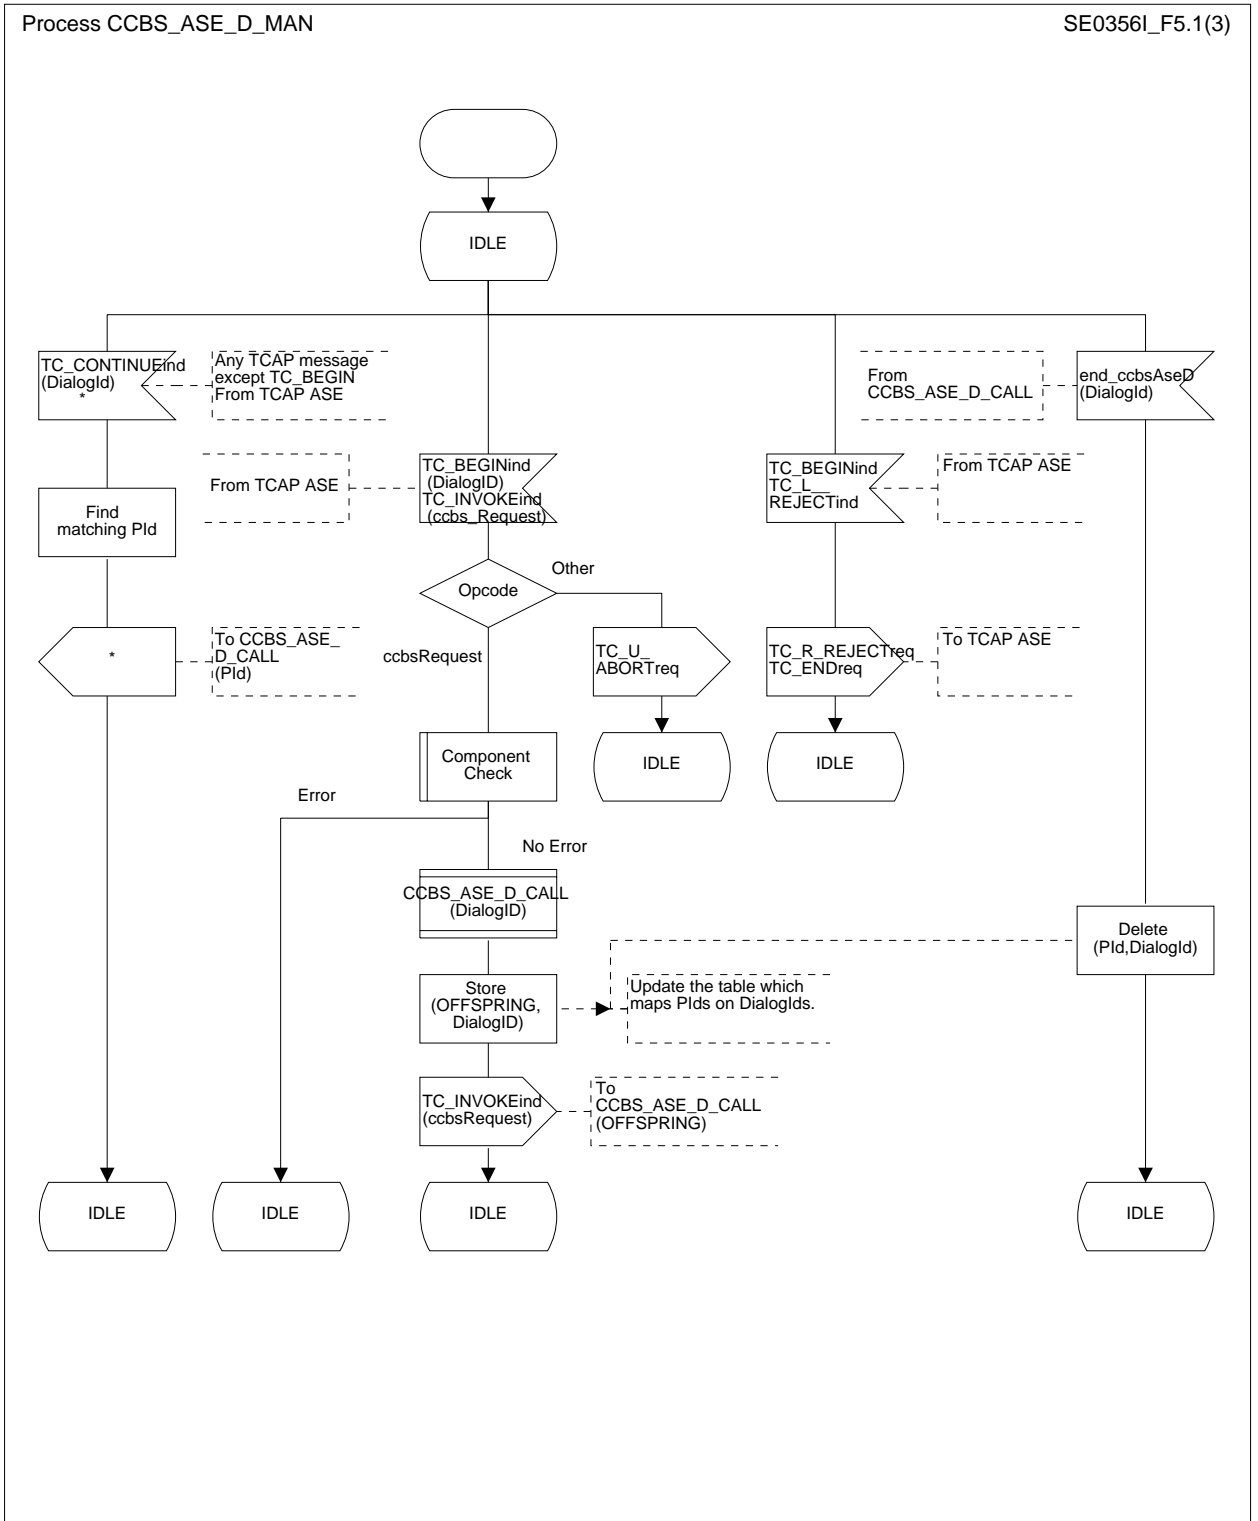 Process CCBS_ASE_D_MAN
SE0356I_F5.1(3)
IDLE
TC_CONTINUEind
(DialogId)
*
Any TCAP message
except TC_BEGIN
From TCAP ASE
From
CCBS_ASE_D_CALL
end_ccbsAseD
(DialogId)
From TCAP ASE
TC_BEGINind
(DialogID)
TC_INVOKEind
(ccbs_Request)
TC_BEGINind
TC_L__
REJECTind
From TCAP ASE
Find
matching PId
Opcode
Other
*
To CCBS_ASE_
D_CALL
(PId)
ccbsRequest
TC_U_
ABORTreq
TC_R_REJECTreq
TC_ENDreq
To TCAP ASE
Component
Check
IDLE
IDLE
Error
No Error
CCBS_ASE_D_CALL
(DialogID)
Delete
(PId,DialogId)
Store
(OFFSPRING,
DialogID)
Update the table which
maps PIds on DialogIds.
TC_INVOKEind
(ccbsRequest)
To
CCBS_ASE_D_CALL
(OFFSPRING)
IDLE
IDLE
IDLE
IDLE